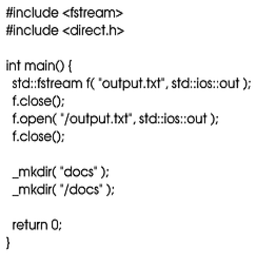 #include <fstream>
#include <direct.h>
int main() {
std::fstream f( "output.txt", std::ios::out );
f.close();
f.open( "/output.txt", std::ios::out );
f.close();
_mkdir( "docs" );
_mkdir( "/docs" );
return 0;
}